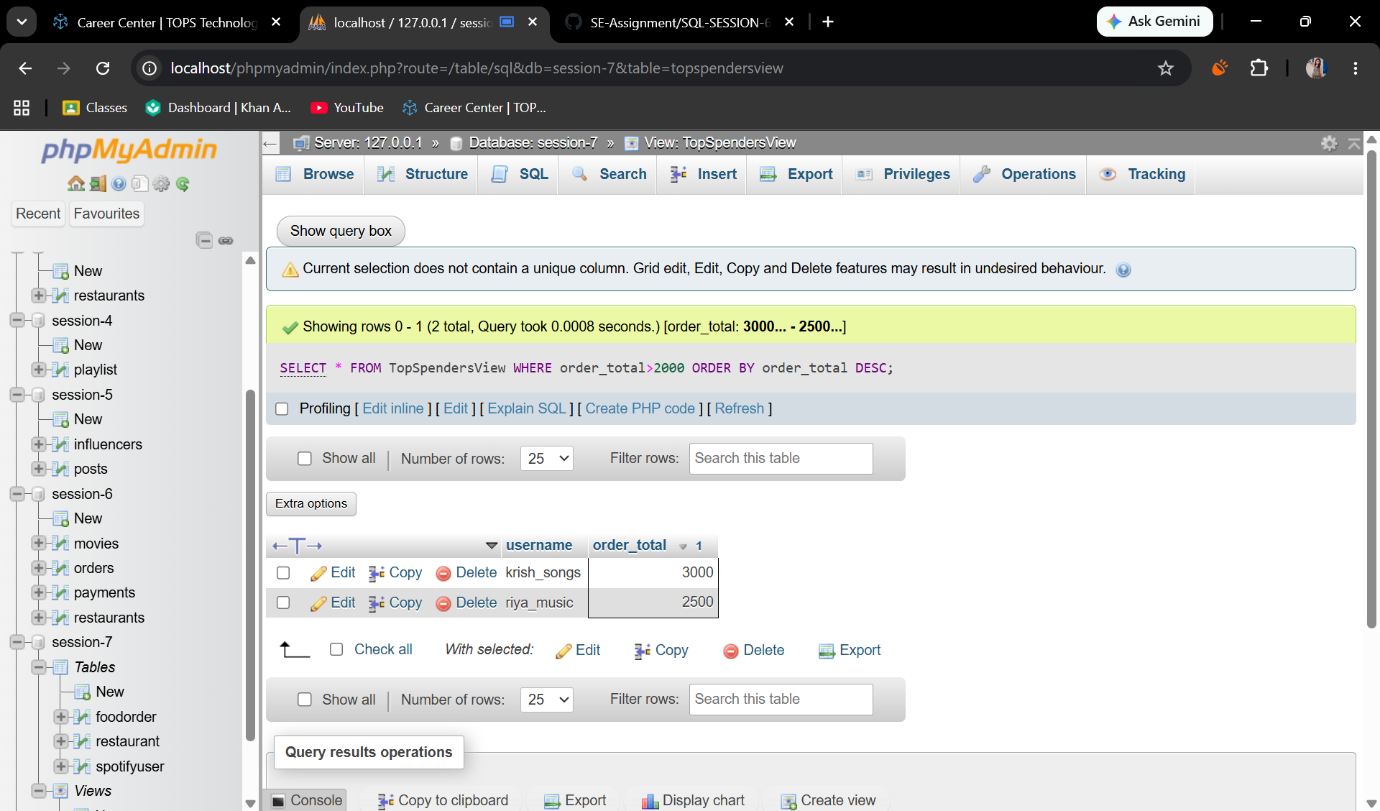 Career Center | TOPS Technolog
localhost / 127.0.0.1 / sessio
SE-Assignment/SQL-SESSION-6
Ask Gemini
localhost/phpmyadmin/index.php?route=/table/sql&db=session-7&table=topspendersview
Classes
Dashboard | Khan A...
YouTube
Career Center | TOP...
phpMyAdmin
Recent
Favourites
New
restaurants
session-4
New
playlist
session-5
New
influencers
posts
session-6
New
movies
orders
payments
restaurants
session-7
Tables
New
foodorder
restaurant
spotifyuser
Views
Server: 127.0.0.1 » Database: session-7 » View: TopSpendersView
Browse Structure SQL Search Insert Export Privileges Operations Tracking
Show query box
Current selection does not contain a unique column. Grid edit, Edit, Copy and Delete features may result in undesired behaviour.
Showing rows 0 - 1 (2 total, Query took 0.0008 seconds.) [order_total: 3000... - 2500...]
SELECT * FROM TopSpendersView WHERE order_total>2000 ORDER BY order_total DESC;
Profiling [ Edit inline ] [ Edit ] [ Explain SQL ] [ Create PHP code ] [ Refresh ]
Show all | Number of rows: 25 Filter rows: Search this table
Extra options
←T→ username order_total 1
Edit Copy Delete krish_songs 3000
Edit Copy Delete riya_music 2500
Check all With selected: Edit Copy Delete Export
Show all | Number of rows: 25 Filter rows: Search this table
Query results operations
Console Copy to clipboard Export Display chart Create view